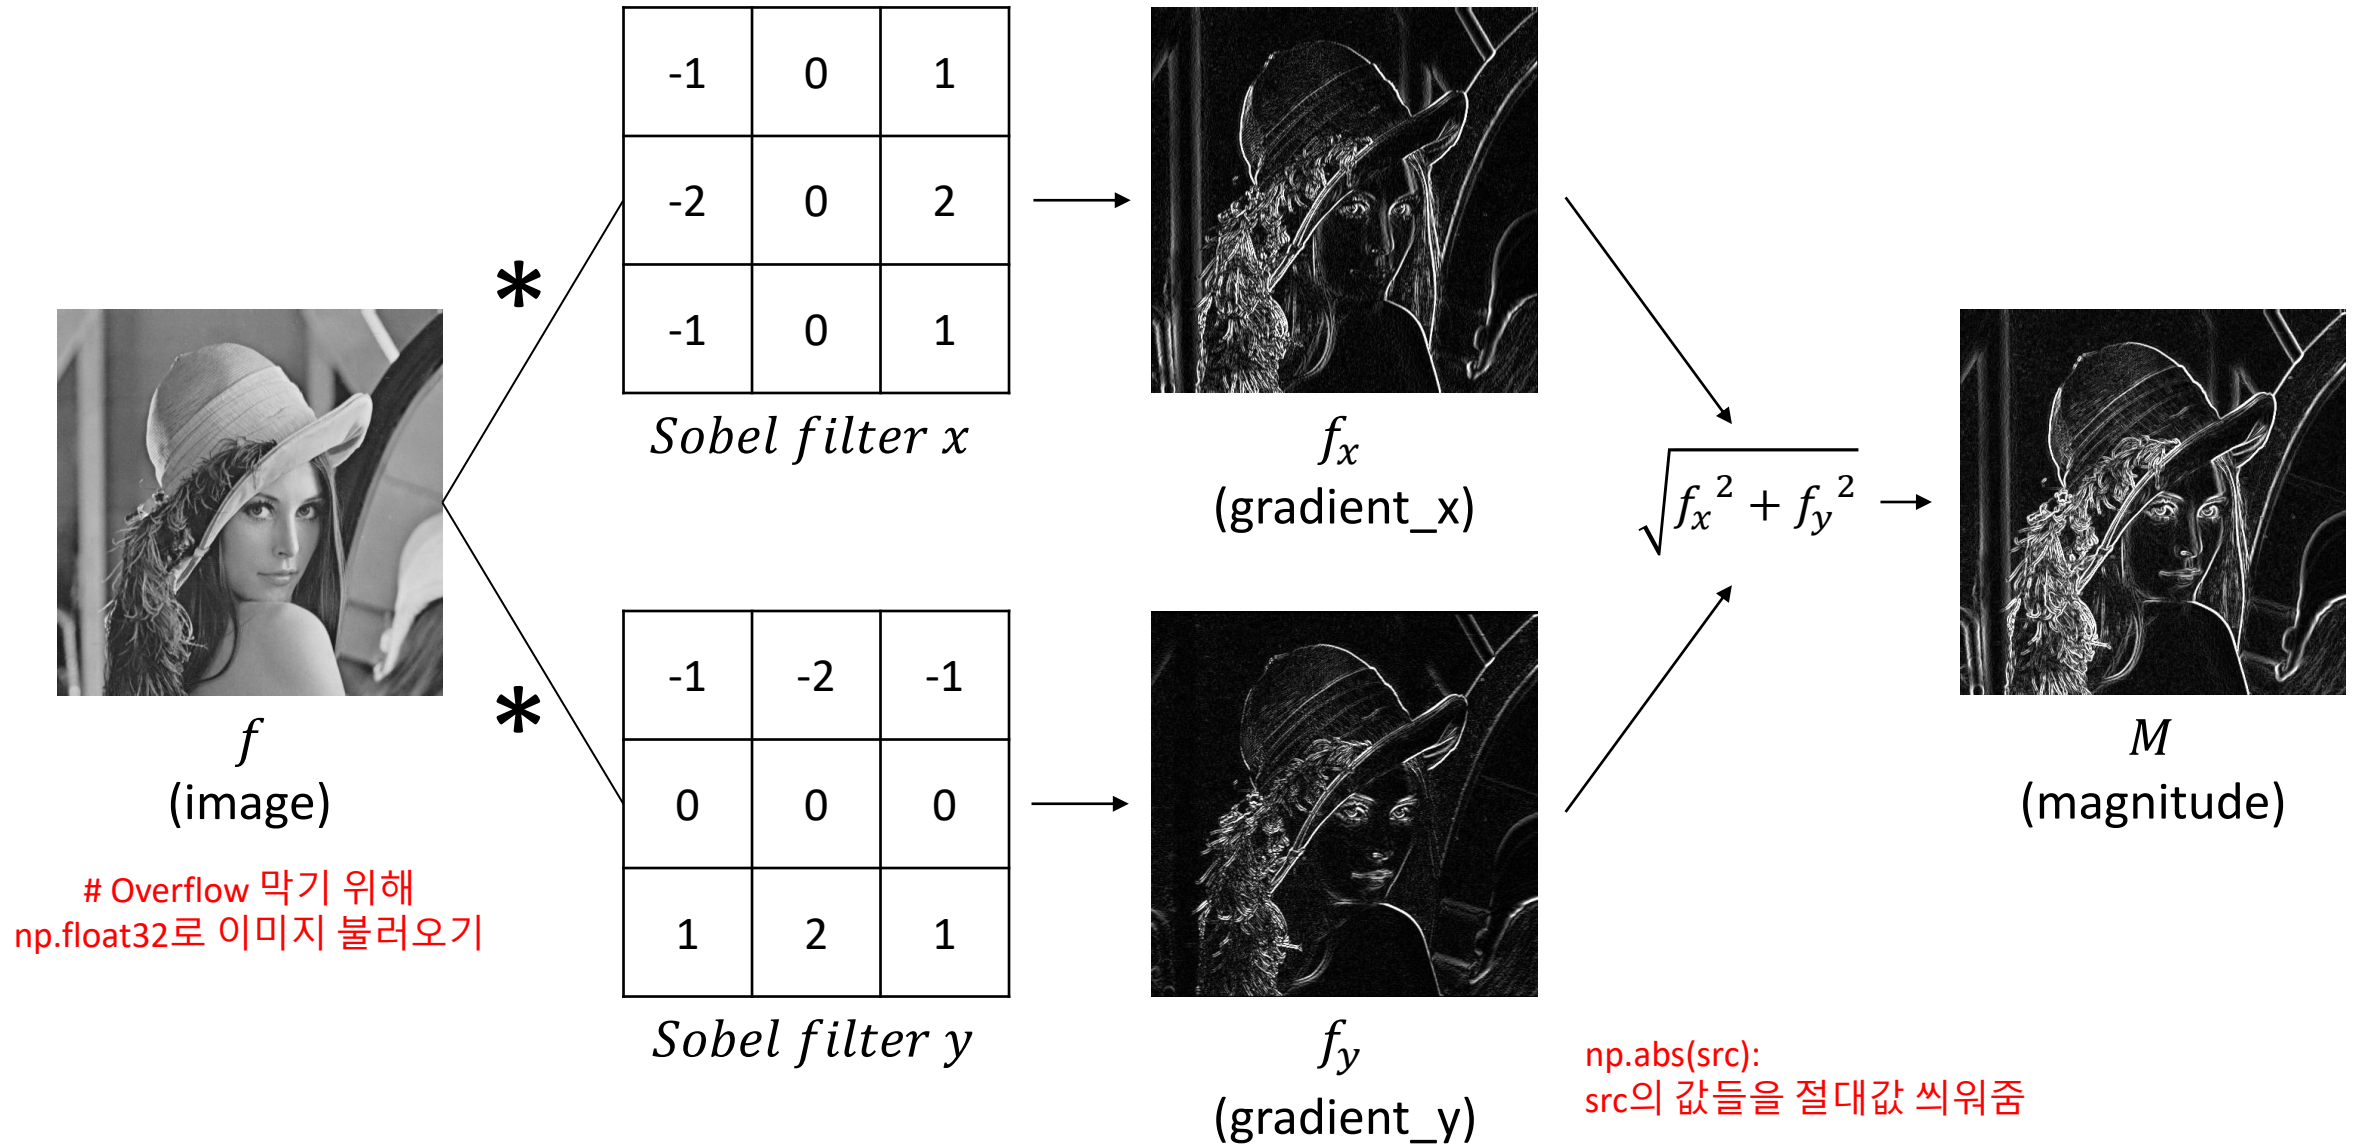 -1 0 1
-2 0 2
-1 0 1
Sobel filter x
*
*
f
(image)
# Overflow 막기 위해
np.float32로 이미지 불러오기
-1 -2 -1
0 0 0
1 2 1
Sobel filter y
fₓ
(gradient_x)
f_y
(gradient_y)
√(fₓ² + f_y²)
M
(magnitude)
np.abs(src):
src의 값들을 절대값 씌워줌